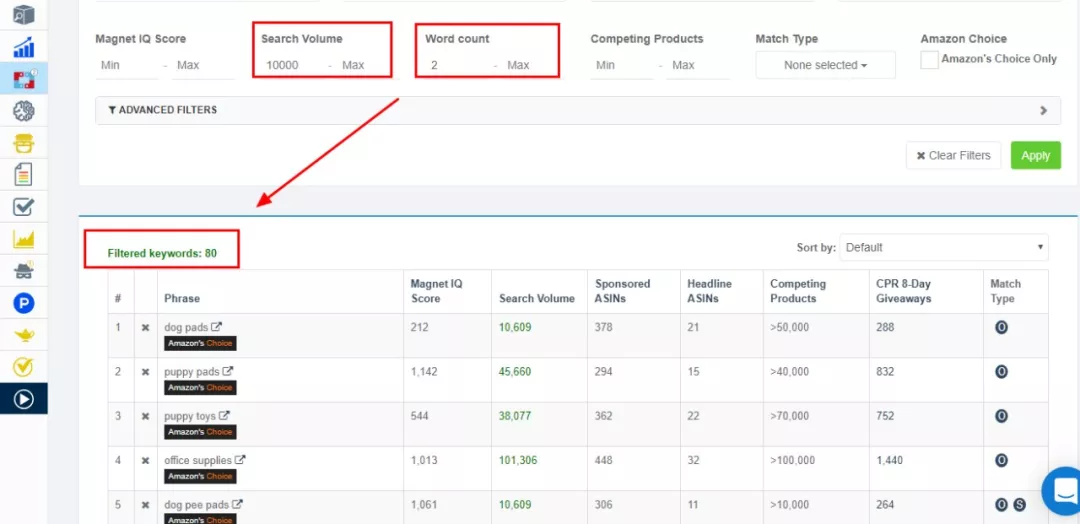 Magnet IQ Score Search Volume Word count Competing Products Match Type Amazon Choice
Min - Max 10000 - Max 2 - Max Min - Max None selected Amazon's Choice Only
ADVANCED FILTERS
Clear Filters Apply
Filtered keywords: 80 Sort by: Default
# Phrase Magnet IQ Score Search Volume Sponsored ASINs Headline ASINs Competing Products CPR 8-Day Giveaways Match Type
1 dog pads 212 10,609 378 21 >50,000 288 O
Amazon's Choice
2 puppy pads 1,142 45,660 294 15 >40,000 832 O
Amazon's Choice
3 puppy toys 544 38,077 362 22 >70,000 752 O
Amazon's Choice
4 office supplies 1,013 101,306 448 32 >100,000 1,440 O
Amazon's Choice
5 dog pee pads 1,061 10,609 306 11 >10,000 264 O S
Amazon's Choice
P